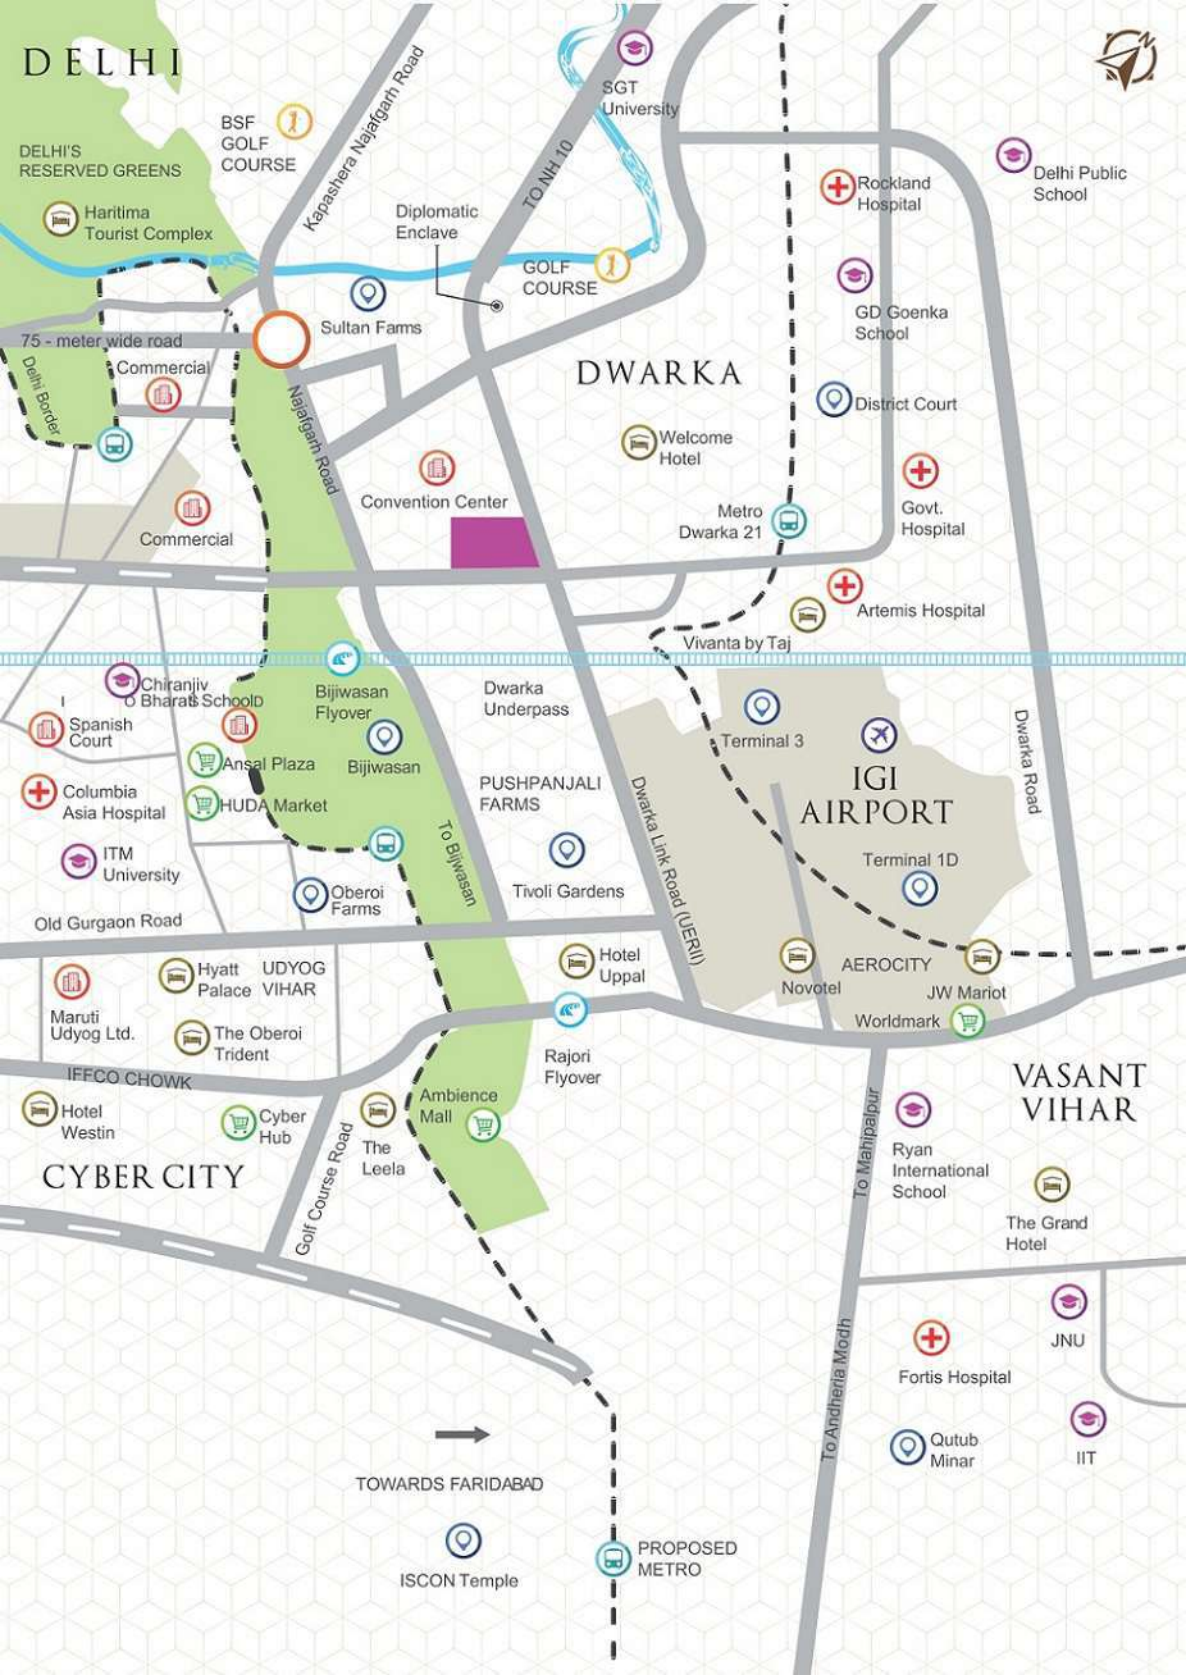 DELHI
N
SGT
University
BSF
GOLF
COURSE
Kapashera Najafgarh Road
DELHI'S
RESERVED GREENS
TO NH 10
Delhi Public
School
Rockland
Hospital
Haritima
Tourist Complex
Diplomatic
Enclave
GOLF
COURSE
GD Goenka
School
Sultan Farms
75 - meter wide road
Commercial
Delhi Border
Najafgarh Road
DWARKA
District Court
Welcome
Hotel
Convention Center
Commercial
Metro
Dwarka 21
Govt.
Hospital
Artemis Hospital
Vivanta by Taj
Chiranjiv
Bharati School
Spanish
Court
Bijiwasan
Flyover
Dwarka
Underpass
Terminal 3
Dwarka Road
Ansal Plaza
Bijiwasan
IGI
AIRPORT
Columbia
Asia Hospital
HUDA Market
PUSHPANJALI
FARMS
Dwarka Link Road (UERII)
To Bijwasan
ITM
University
Terminal 1D
Oberoi
Farms
Tivoli Gardens
Old Gurgaon Road
Hyatt
Palace
UDYOG
VIHAR
Hotel
Uppal
AEROCITY
Novotel
JW Mariot
Maruti
Udyog Ltd.
The Oberoi
Trident
Worldmark
IFFCO CHOWK
Rajori
Flyover
VASANT
VIHAR
Hotel
Westin
Cyber
Hub
The
Leela
Ambience
Mall
To Mahipalpur
Ryan
International
School
CYBER CITY
Golf Course Road
The Grand
Hotel
JNU
To Andheria Modh
Fortis Hospital
Qutub
Minar
IIT
TOWARDS FARIDABAD
ISCON Temple
PROPOSED
METRO